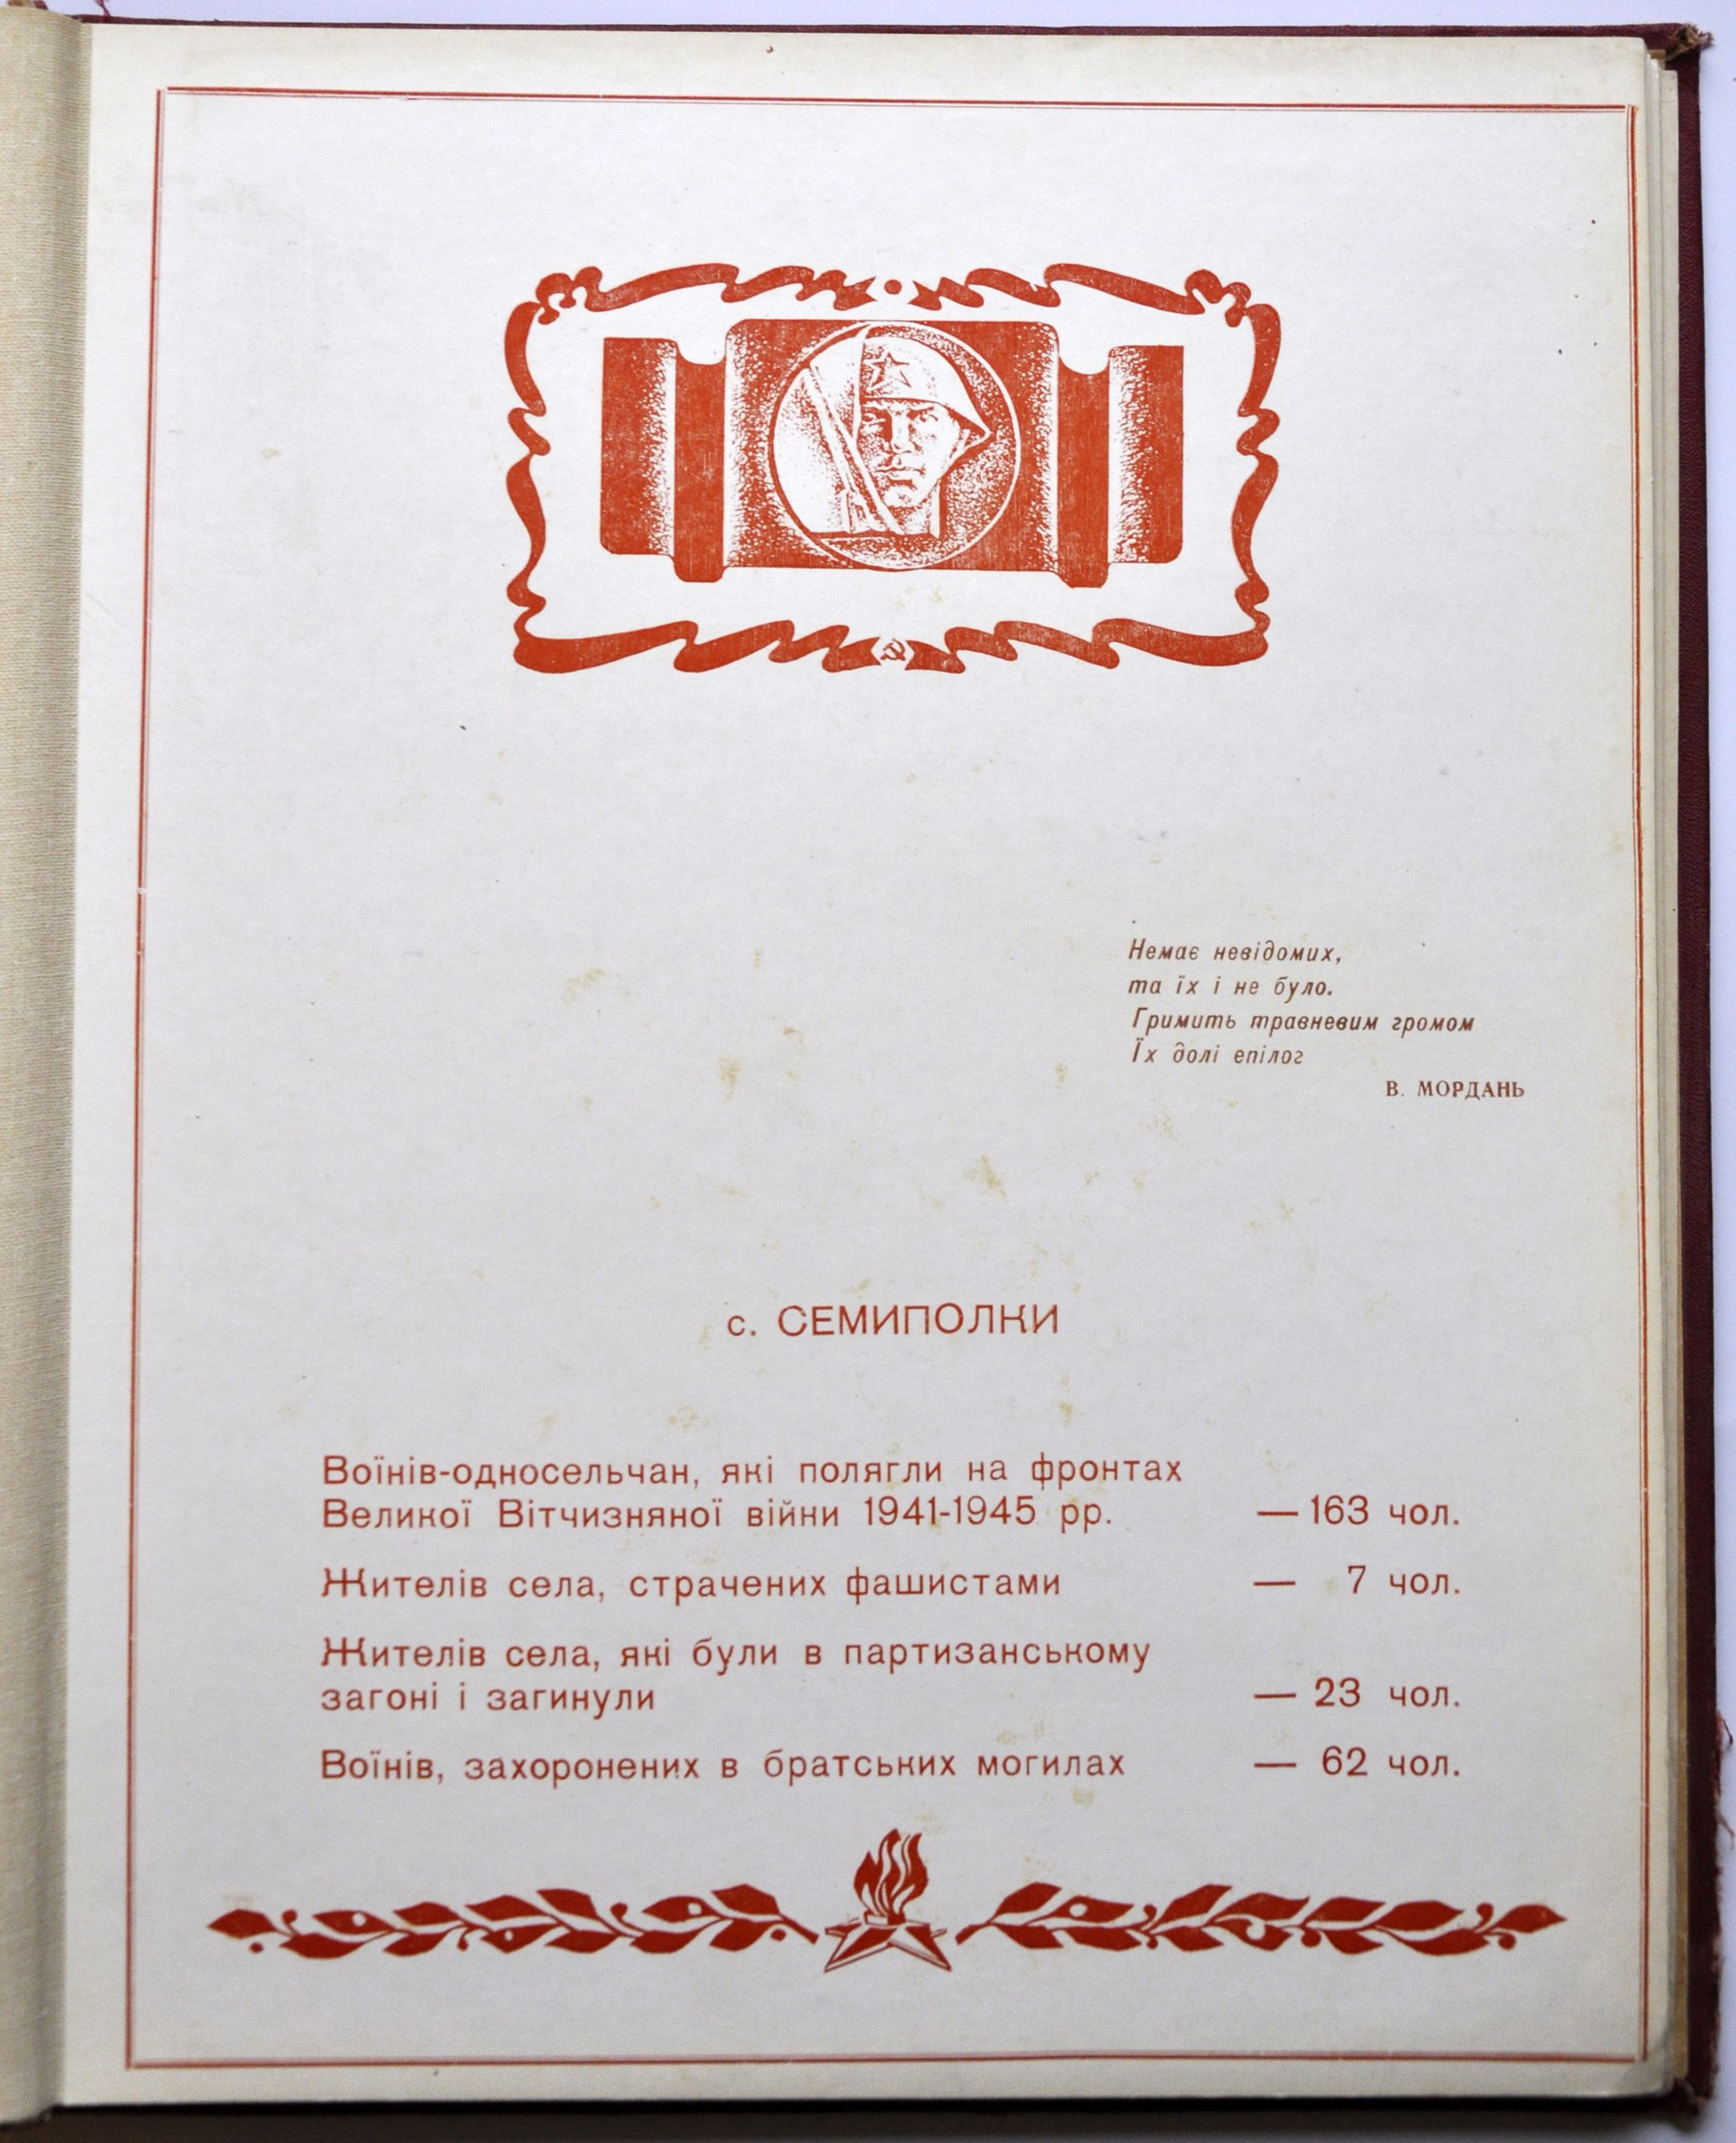 Немає невідомих,
та їх і не було.
Гримить травневим громом
Їх долі епілог
В. МОРДАНЬ
с. СЕМИПОЛКИ
Воїнів-односельчан, які полягли на фронтах
Великої Вітчизняної війни 1941-1945 рр. — 163 чол.
Жителів села, страчених фашистами — 7 чол.
Жителів села, які були в партизанському
загоні і загинули — 23 чол.
Воїнів, захоронених в братських могилах — 62 чол.